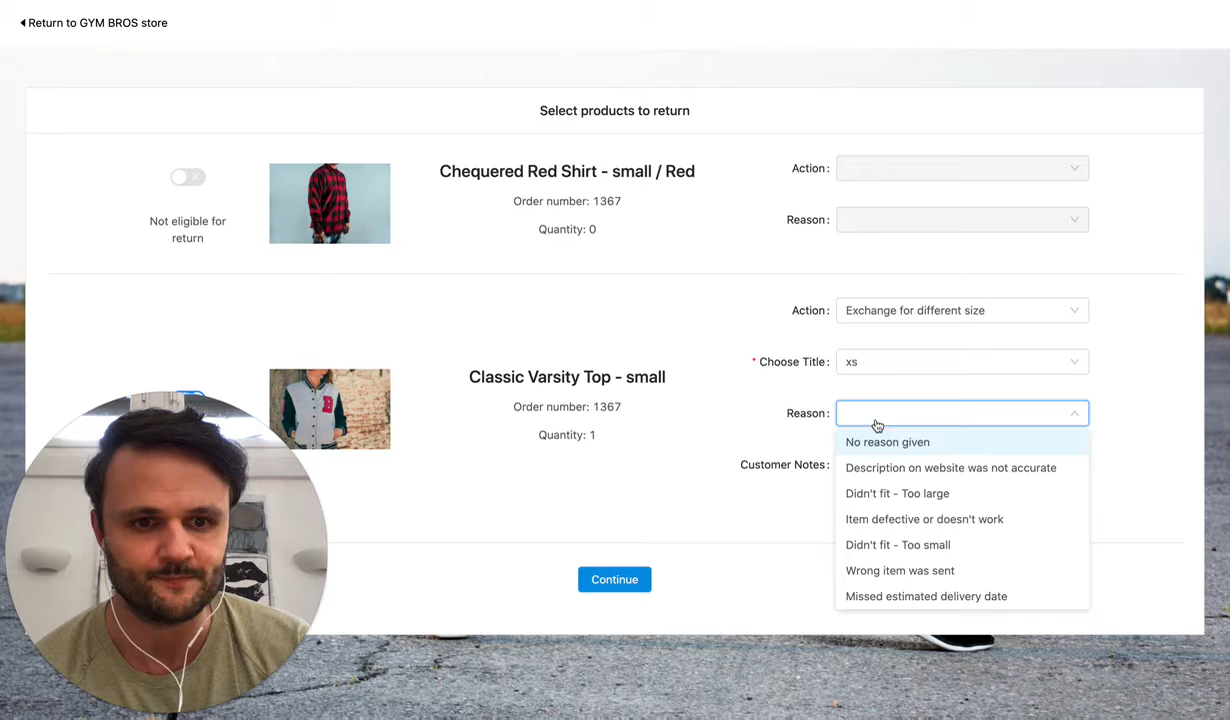 Return to GYM BROS store
Select products to return
Not eligible for
return
Chequered Red Shirt - small / Red
Order number: 1367
Quantity: 0
Action:
Reason:
Classic Varsity Top - small
Order number: 1367
Quantity: 1
Action:
Exchange for different size
* Choose Title:
xs
Reason:
No reason given
Description on website was not accurate
Didn't fit - Too large
Item defective or doesn't work
Didn't fit - Too small
Wrong item was sent
Missed estimated delivery date
Customer Notes:
Continue